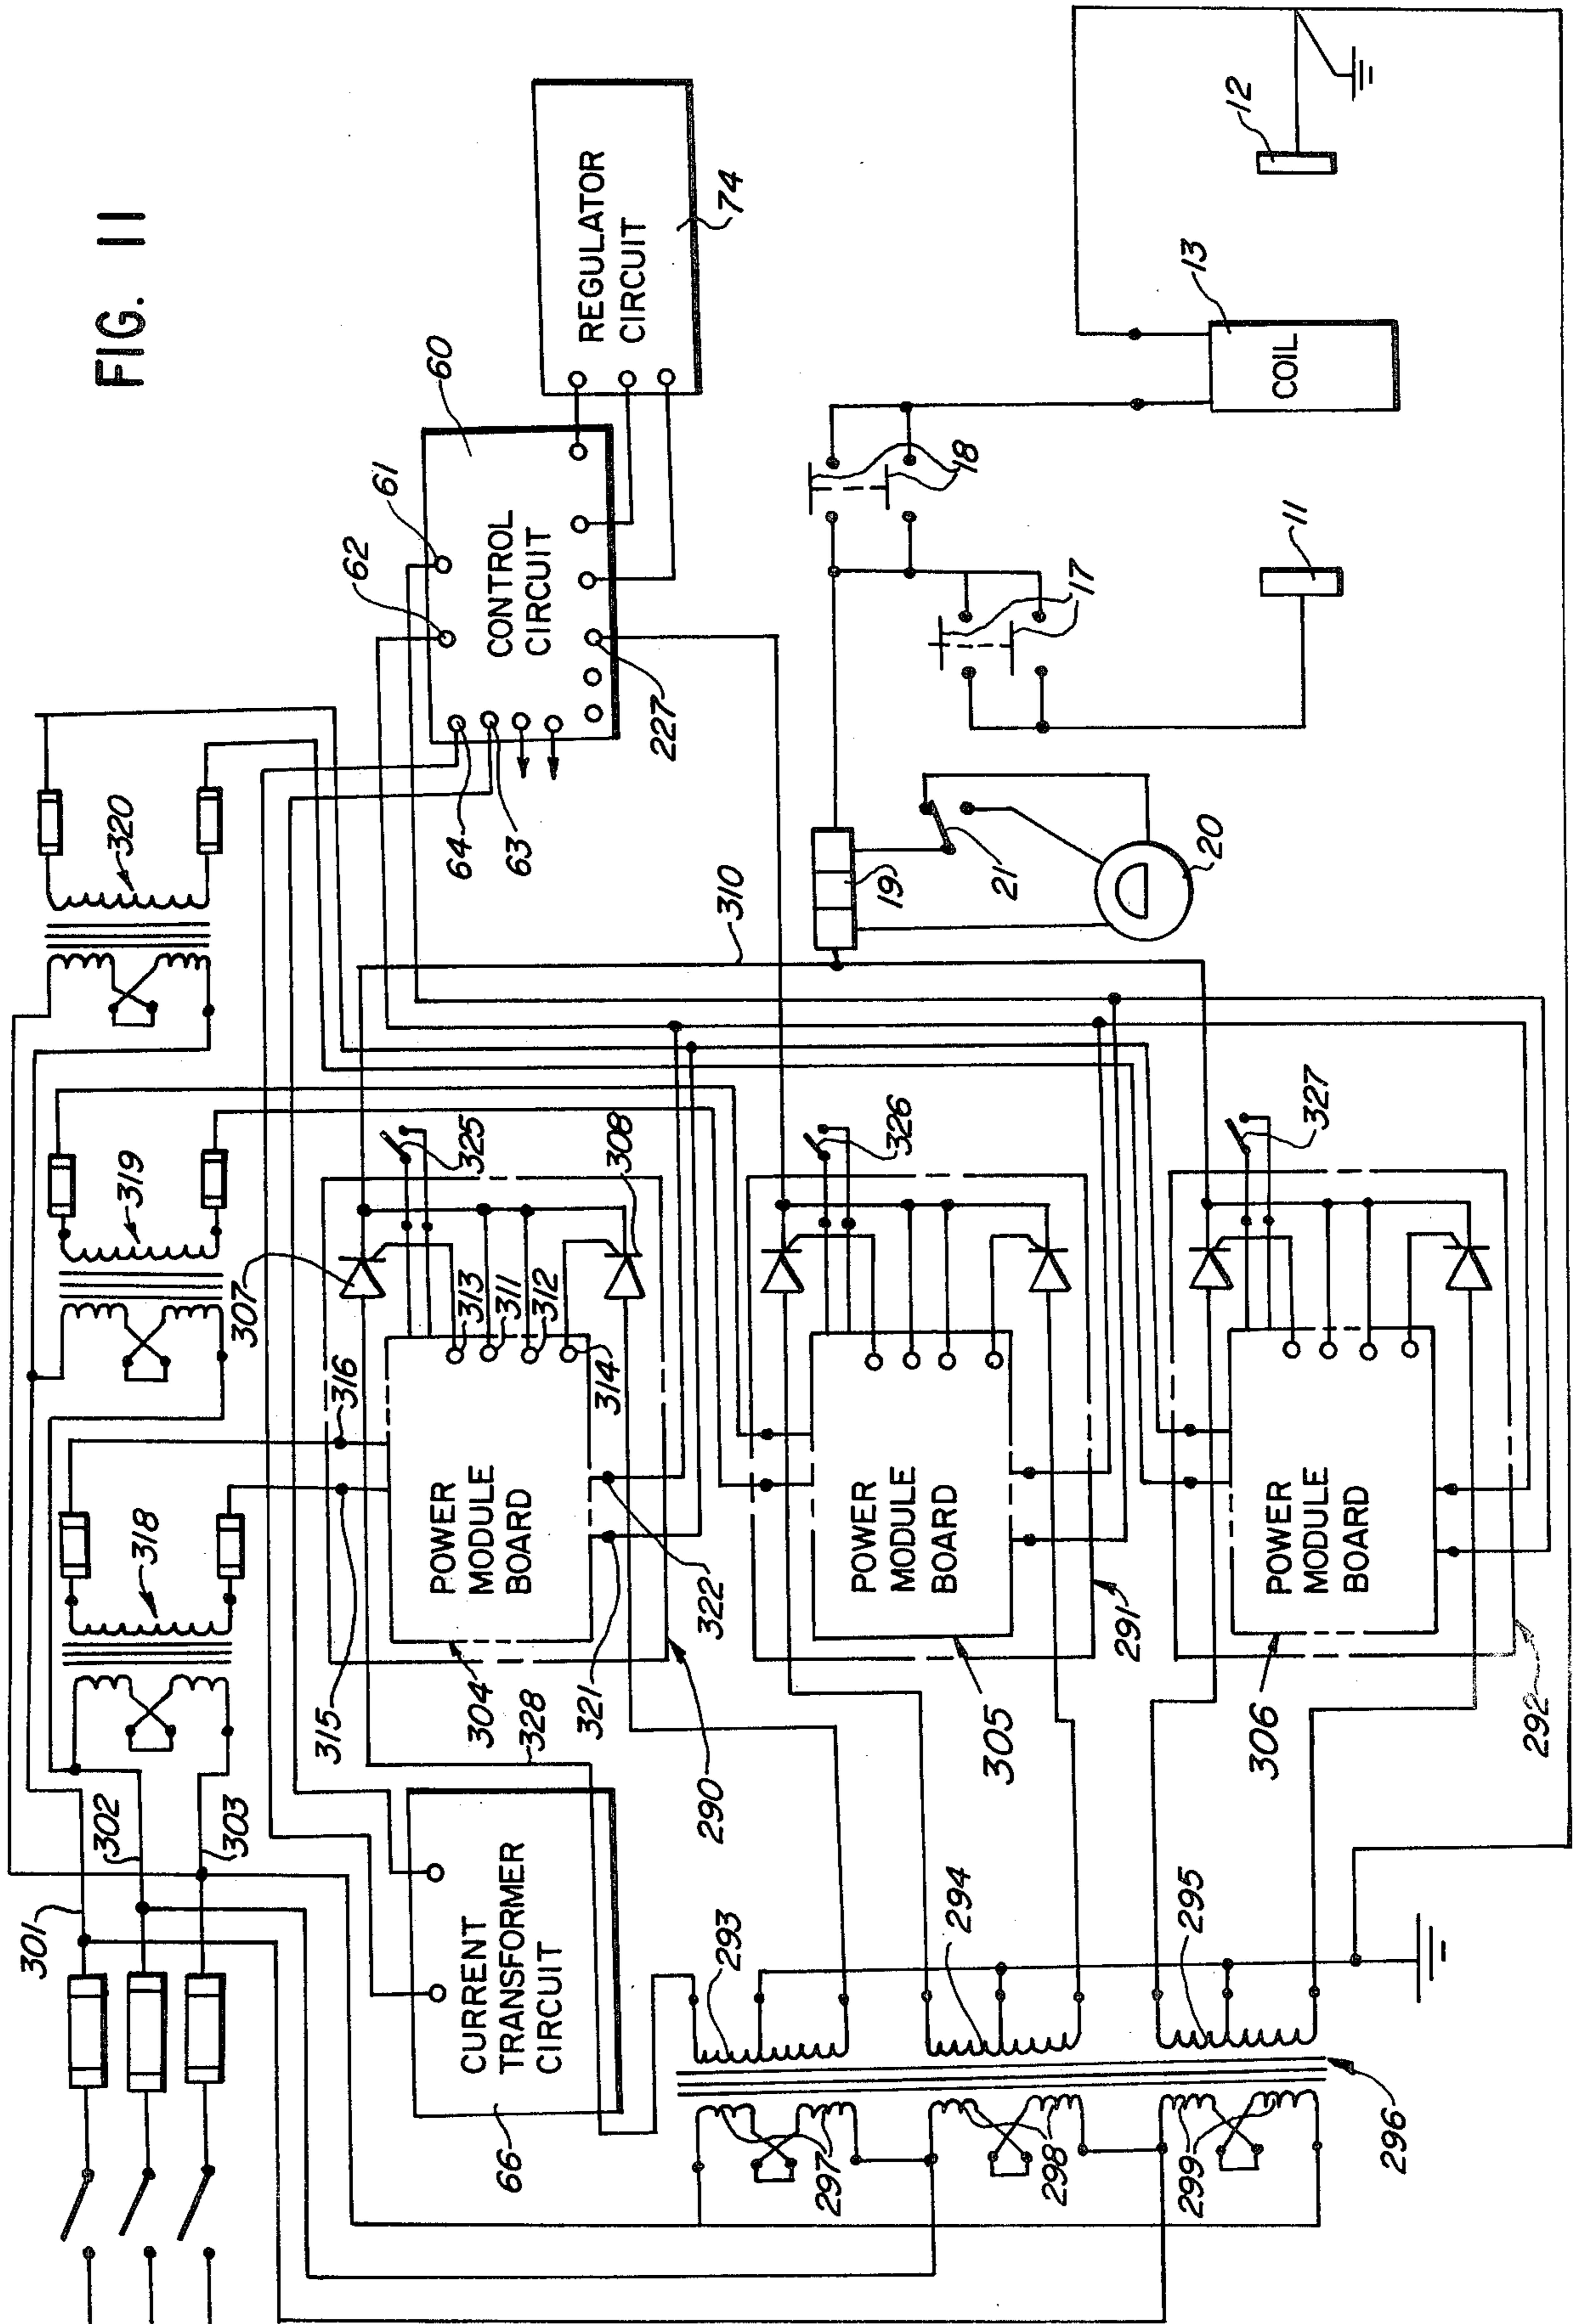 FIG. 11
301
302
303
318
319
320
315
316
307
325
313
311
312
314
308
POWER
MODULE
BOARD
304
328
321
322
290
CURRENT
TRANSFORMER
CIRCUIT
66
64
63
62
61
60
CONTROL
CIRCUIT
227
REGULATOR
CIRCUIT
74
310
326
POWER
MODULE
BOARD
305
291
327
POWER
MODULE
BOARD
306
292
293
294
295
296
297
298
299
19
20
21
17
18
11
12
13
COIL